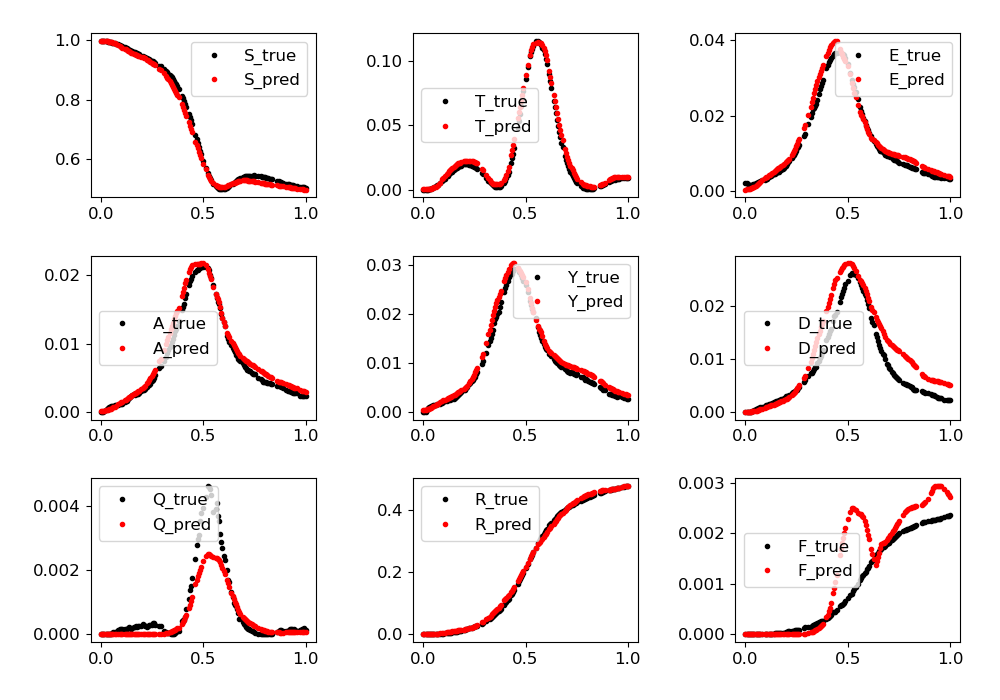 1.0
0.8
0.6
0.0 0.5 1.0
S_true
S_pred
0.10
0.05
0.00
0.0 0.5 1.0
T_true
T_pred
0.04
0.02
0.00
0.0 0.5 1.0
E_true
E_pred
0.02
0.01
0.00
0.0 0.5 1.0
A_true
A_pred
0.03
0.02
0.01
0.00
0.0 0.5 1.0
Y_true
Y_pred
0.02
0.01
0.00
0.0 0.5 1.0
D_true
D_pred
0.004
0.002
0.000
0.0 0.5 1.0
Q_true
Q_pred
0.4
0.2
0.0
0.0 0.5 1.0
R_true
R_pred
0.003
0.002
0.001
0.000
0.0 0.5 1.0
F_true
F_pred